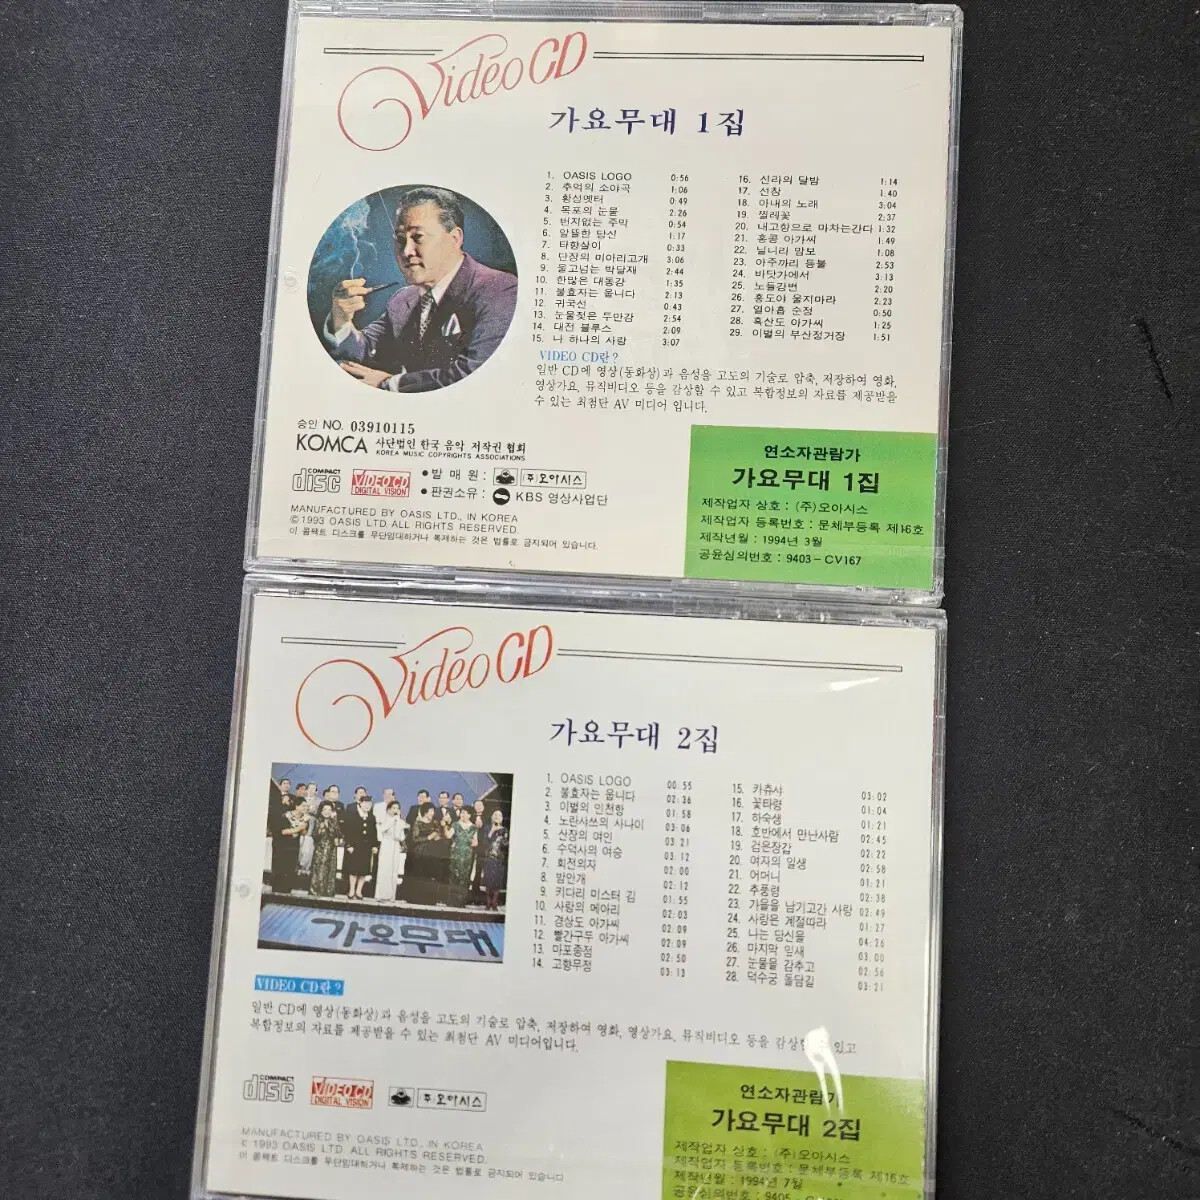 Video CD
가요무대 1집
1. OASIS LOGO 0:56
2. 추억의 소야곡 1:06
3. 황성옛터 0:49
4. 목포의 눈물 2:26
5. 번지없는 주막 0:54
6. 알뜰한 당신 1:17
7. 타향살이 0:33
8. 단장의 미아리고개 3:06
9. 울고넘는 박달재 2:44
10. 한많은 대동강 1:35
11. 불효자는 웁니다 2:13
12. 귀국선 0:43
13. 눈물젖은 두만강 2:54
14. 대전 블루스 2:09
15. 나 하나의 사랑 3:07
16. 신라의 달밤 1:14
17. 선창 1:40
18. 아내의 노래 3:04
19. 찔레꽃 2:37
20. 내고향으로 마차는간다 1:32
21. 홍콩 아가씨 1:49
22. 닐니리 맘보 1:08
23. 아주까리 등불 2:53
24. 바닷가에서 3:13
25. 노들강변 2:20
26. 홍도야 울지마라 2:23
27. 열아홉 순정 0:50
28. 흑산도 아가씨 1:25
29. 이별의 부산정거장 1:51
VIDEO CD란?
일반 CD에 영상(동화상)과 음성을 고도의 기술로 압축, 저장하여 영화,
영상가요, 뮤직비디오 등을 감상할 수 있고 복합정보의 자료를 제공받을
수 있는 최첨단 AV 미디어 입니다.
승인 NO. 03910115
KOMCA 사단법인 한국 음악 저작권 협회
KOREA MUSIC COPYRIGHTS ASSOCIATIONS
COMPACT disc VIDEO CD DIGITAL VISION
● 발 매 원 : (주)오아시스
● 판권소유 : KBS 영상사업단
MANUFACTURED BY OASIS LTD., IN KOREA
©1993 OASIS LTD. ALL RIGHTS RESERVED.
이 콤팩트 디스크를 무단임대하거나 복제하는 것은 법률로 금지되어 있습니다.
연소자관람가
가요무대 1집
제작업자 상호 : (주)오아시스
제작업자 등록번호 : 문체부등록 제16호
제작년월 : 1994년 3월
공윤심의번호 : 9403-CV167
Video CD
가요무대 2집
1. OASIS LOGO 00:55
2. 불효자는 웁니다 02:36
3. 이별의 인천항 01:58
4. 노란샤쓰의 사나이 03:06
5. 산장의 여인 03:21
6. 수덕사의 여승 03:12
7. 회전의자 02:00
8. 밤안개 02:12
9. 키다리 미스터 김 01:55
10. 사랑의 메아리 02:03
11. 경상도 아가씨 02:09
12. 빨간구두 아가씨 02:09
13. 마포종점 02:50
14. 고향무정 03:13
15. 카츄샤 03:02
16. 꽃타령 01:04
17. 하숙생 01:21
18. 호반에서 만난사람 02:45
19. 검은장갑 02:22
20. 여자의 일생 02:58
21. 어머니 01:21
22. 추풍령 02:38
23. 가을을 남기고간 사랑 02:49
24. 사랑은 계절따라 01:27
25. 나는 당신을 04:26
26. 마지막 잎새 03:00
27. 눈물을 감추고 02:56
28. 덕수궁 돌담길 03:21
가요무대
VIDEO CD란?
일반 CD에 영상(동화상)과 음성을 고도의 기술로 압축, 저장하여 영화, 영상가요, 뮤직비디오 등을 감상할 수 있고
복합정보의 자료를 제공받을 수 있는 최첨단 AV 미디어입니다.
COMPACT disc VIDEO CD DIGITAL VISION (주)오아시스
MANUFACTURED BY OASIS LTD., IN KOREA
©1993 OASIS LTD. ALL RIGHTS RESERVED.
이 콤팩트 디스크를 무단임대하거나 복제하는 것은 법률로 금지되어 있습니다
연소자관람가
가요무대 2집
제작업자 상호 : (주)오아시스
제작업자 등록번호 : 문체부등록 제16호
제작년월 : 1994년 7월
공윤심의번호 : 9405-